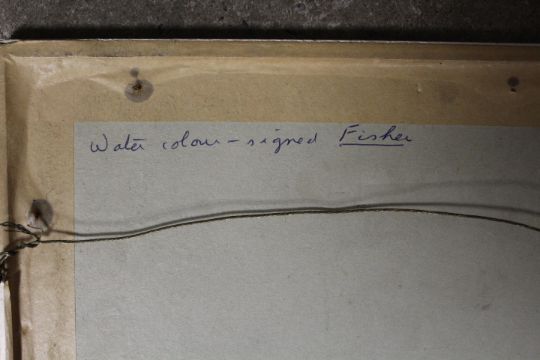 Water colour - signed Fisher